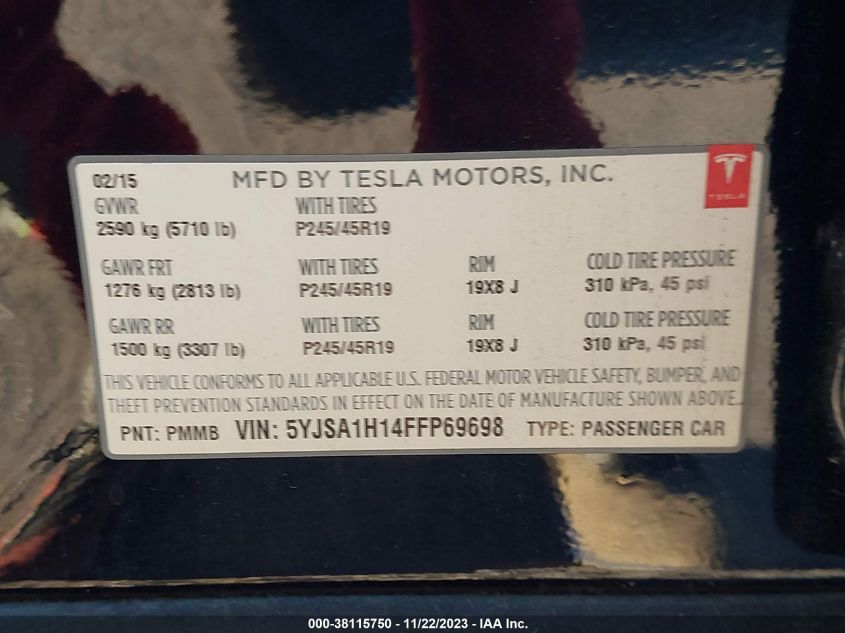 02/15 MFD BY TESLA MOTORS, INC.
TESLA
GVWR WITH TIRES
2590 kg (5710 lb) P245/45R19
GAWR FRT WITH TIRES RIM COLD TIRE PRESSURE
1276 kg (2813 lb) P245/45R19 19X8 J 310 kPa, 45 psi
GAWR RR WITH TIRES RIM COLD TIRE PRESSURE
1500 kg (3307 lb) P245/45R19 19X8 J 310 kPa, 45 psi
THIS VEHICLE CONFORMS TO ALL APPLICABLE U.S. FEDERAL MOTOR VEHICLE SAFETY, BUMPER, AND
THEFT PREVENTION STANDARDS IN EFFECT ON THE DATE OF MANUFACTURE SHOWN ABOVE.
PNT: PMMB VIN: 5YJSA1H14FFP69698 TYPE: PASSENGER CAR
000-38115750 - 11/22/2023 - IAA Inc.